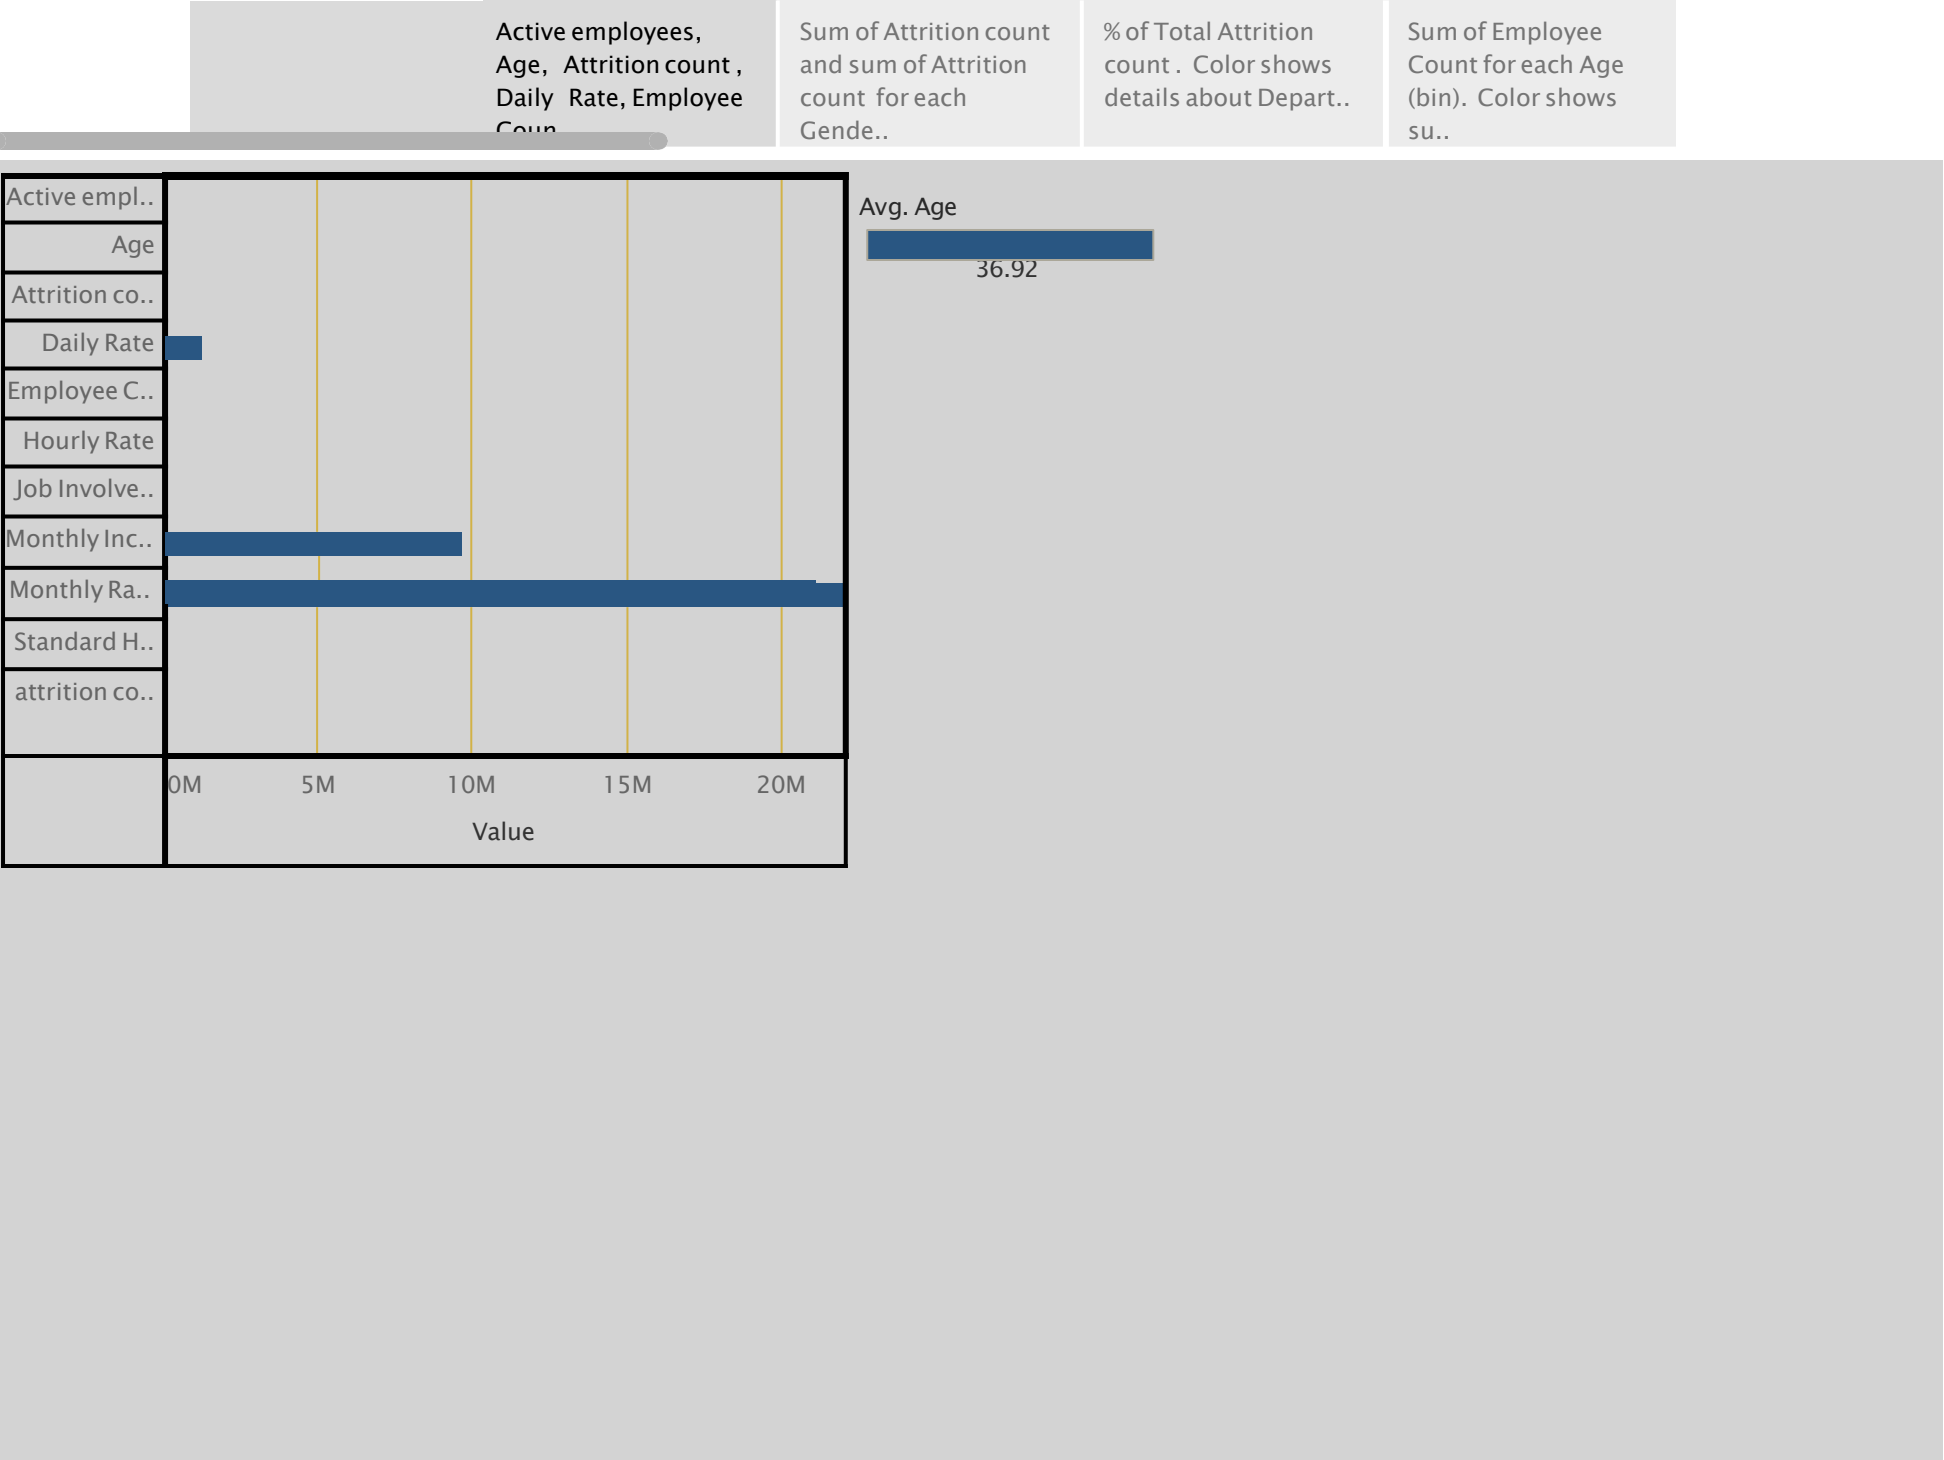 Active employees,
Age, Attrition count ,
Daily Rate, Employee
Coun
Sum of Attrition count
and sum of Attrition
count for each
Gende..
% of Total Attrition
count . Color shows
details about Depart..
Sum of Employee
Count for each Age
(bin). Color shows
su..
Active empl..
Age
Attrition co..
Daily Rate
Employee C..
Hourly Rate
Job Involve..
Monthly Inc..
Monthly Ra..
Standard H..
attrition co..
0M 5M 10M 15M 20M
Value
Avg. Age
36.92